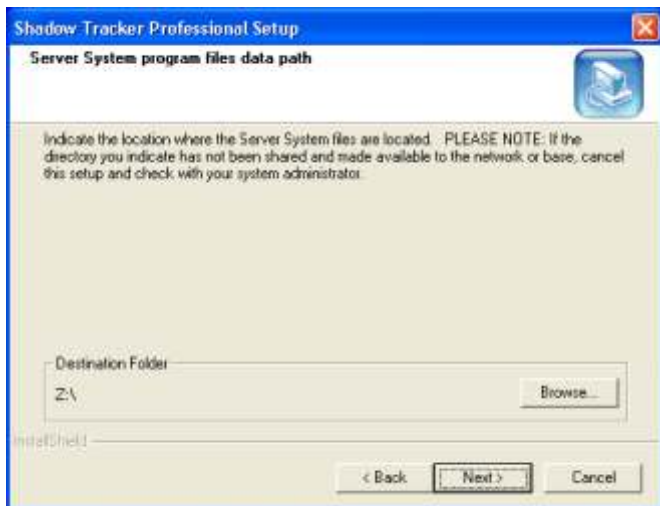 Shadow Tracker Professional Setup
Server System program files data path
Indicate the location where the Server System files are located. PLEASE NOTE: If the
directory you indicate has not been shared and made available to the network or base, cancel
this setup and check with your system administrator.
Destination Folder
Z:\
Browse...
InstallShield
< Back
Next >
Cancel